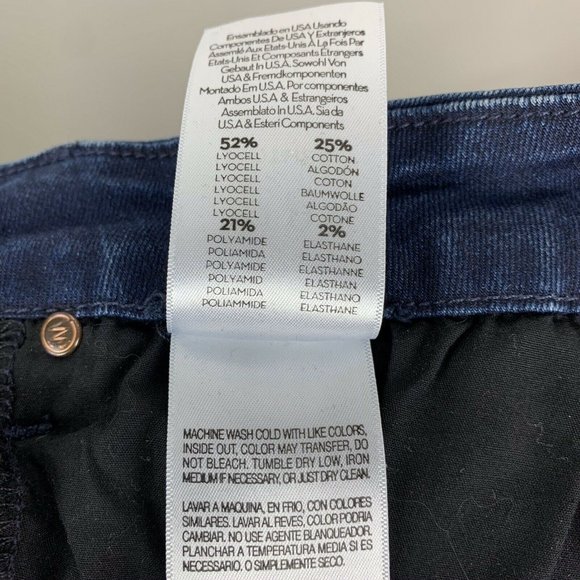 Ensamblado en USA Usando
Componentes De USA Y Extranjeros
Assemlé Aux Etats-Unis À La Fois Par
Etats-Unis Et Composants Étrangers
Gebaut In U.S.A. Sowohl Von
USA & Fremdkomponenten
Montado Em U.S.A. Por componentes
Ambos U.S.A & Estrangeiros
Assemblato In U.S.A. Sia da
U.S.A & Esteri Components
52% 25%
LYOCELL COTTON
LYOCELL ALGODÓN
LYOCELL COTON
LYOCELL BAUMWOLLE
LYOCELL ALGODÃO
LYOCELL COTONE
21% 2%
POLYAMIDE ELASTHANE
POLIAMIDA ELASTHANO
POLYAMIDE ELASTHANNE
POLYAMID ELASTHAN
POLIAMIDA ELASTHANO
POLIAMMIDE ELASTHANE
MACHINE WASH COLD WITH LIKE COLORS,
INSIDE OUT, COLOR MAY TRANSFER, DO
NOT BLEACH. TUMBLE DRY LOW, IRON
MEDIUM IF NECESSARY, OR JUST DRY CLEAN.
LAVAR A MAQUINA, EN FRIO, CON COLORES
SIMILARES. LAVAR AL REVES, COLOR PODRIA
CAMBIAR. NO USE AGENTE BLANQUEADOR.
PLANCHAR A TEMPERATURA MEDIA SI ES
NECESARIO. O SIMPLEMENTE SECO.